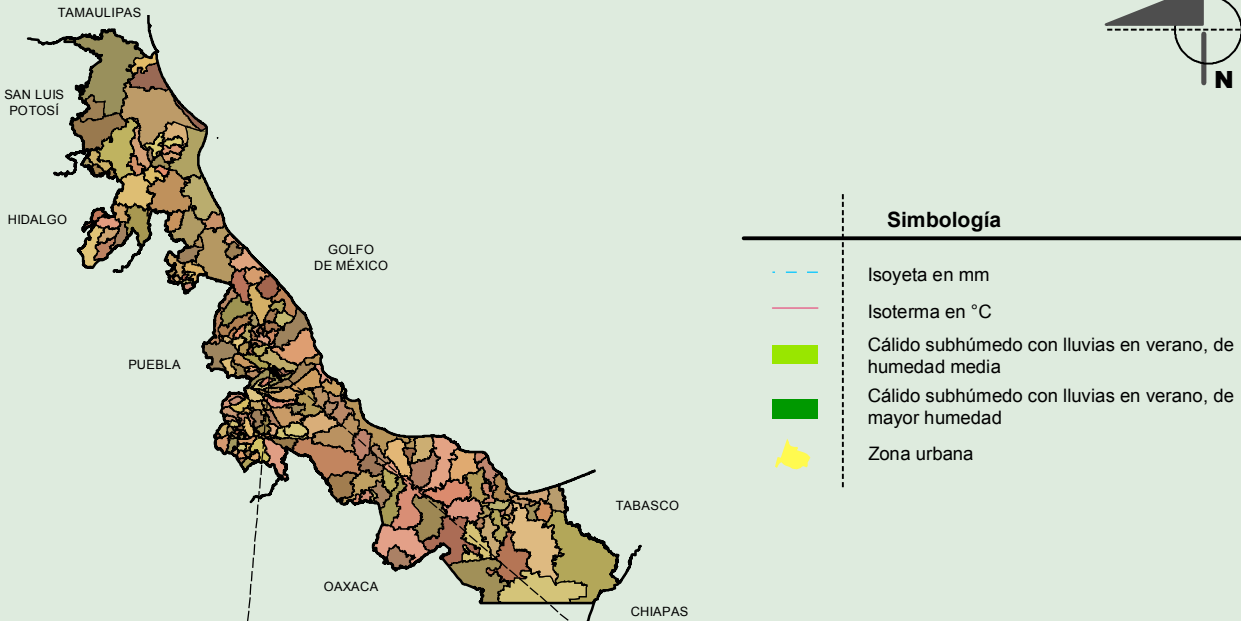 TAMAULIPAS
SAN LUIS
POTOSÍ
HIDALGO
GOLFO
DE MÉXICO
PUEBLA
TABASCO
OAXACA
CHIAPAS
N
Simbología
Isoyeta en mm
Isoterma en °C
Cálido subhúmedo con lluvias en verano, de
humedad media
Cálido subhúmedo con lluvias en verano, de
mayor humedad
Zona urbana